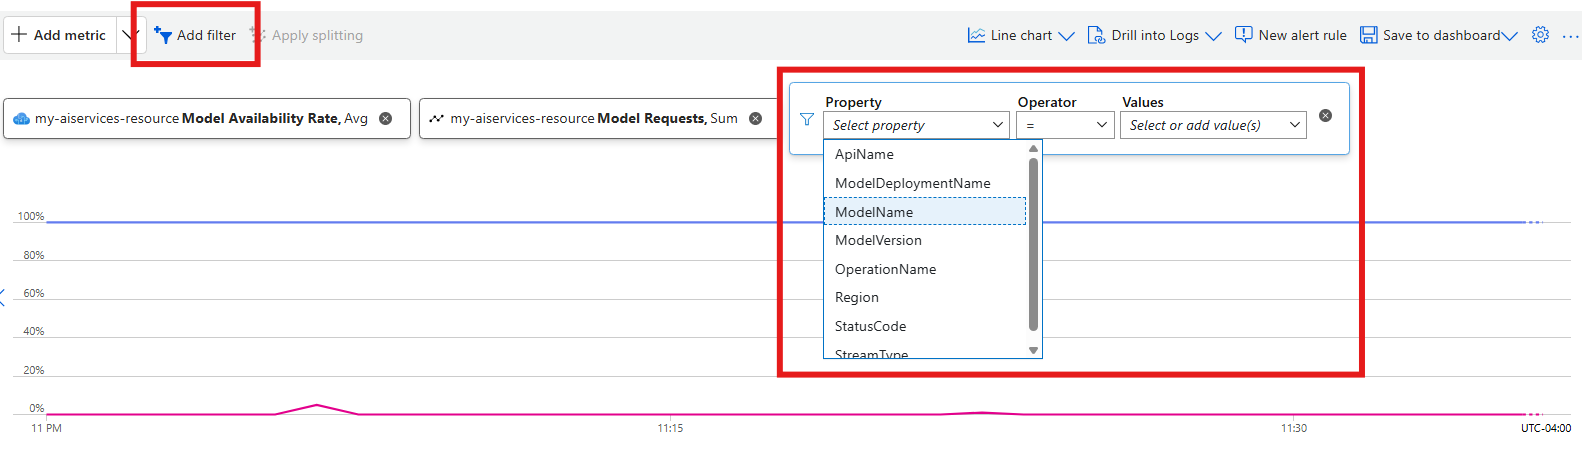 Add metric
Add filter
Apply splitting
Line chart
Drill into Logs
New alert rule
Save to dashboard
my-aiservices-resource Model Availability Rate, Avg
my-aiservices-resource Model Requests, Sum
Property
Operator
Values
Select property
=
Select or add value(s)
ApiName
ModelDeploymentName
ModelName
ModelVersion
OperationName
Region
StatusCode
StreamType
100%
80%
60%
40%
20%
0%
11 PM
11:15
11:30
UTC-04:00